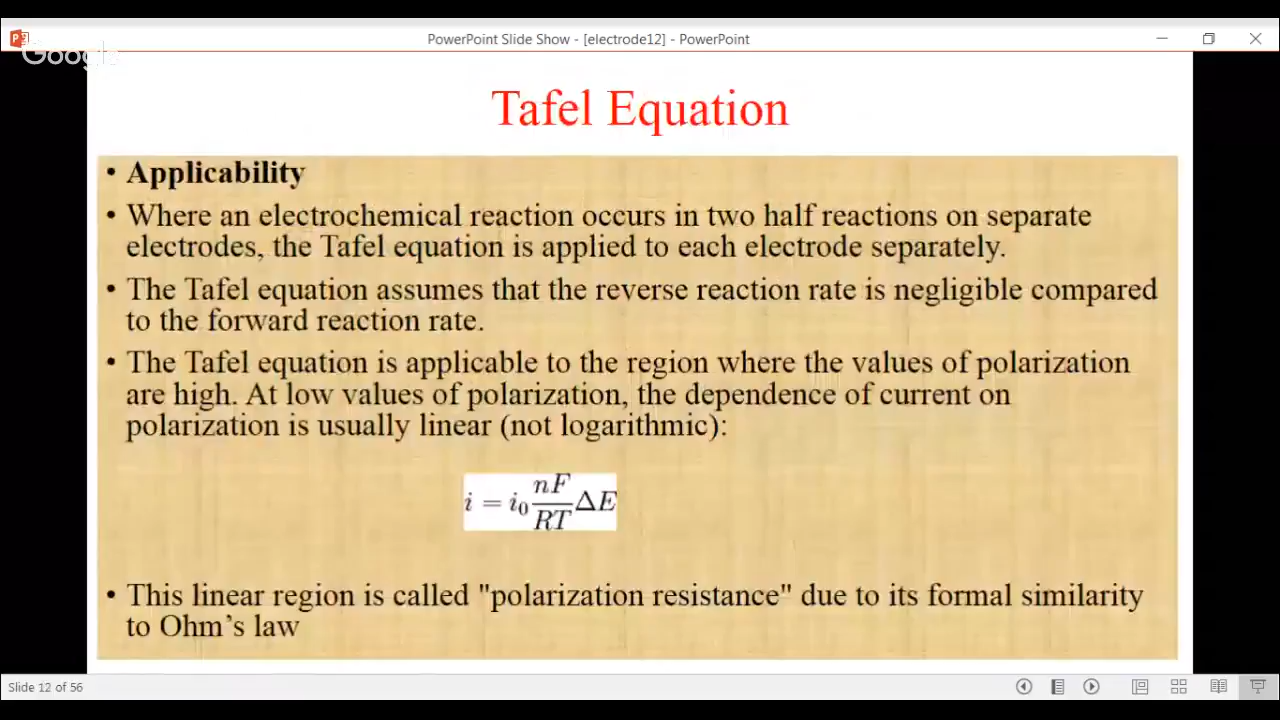 PowerPoint Slide Show - [electrode12] - PowerPoint
Google
Tafel Equation
• Applicability
• Where an electrochemical reaction occurs in two half reactions on separate
electrodes, the Tafel equation is applied to each electrode separately.
• The Tafel equation assumes that the reverse reaction rate is negligible compared
to the forward reaction rate.
• The Tafel equation is applicable to the region where the values of polarization
are high. At low values of polarization, the dependence of current on
polarization is usually linear (not logarithmic):
i = i₀ nF/RT ΔE
• This linear region is called "polarization resistance" due to its formal similarity
to Ohm’s law
Slide 12 of 56